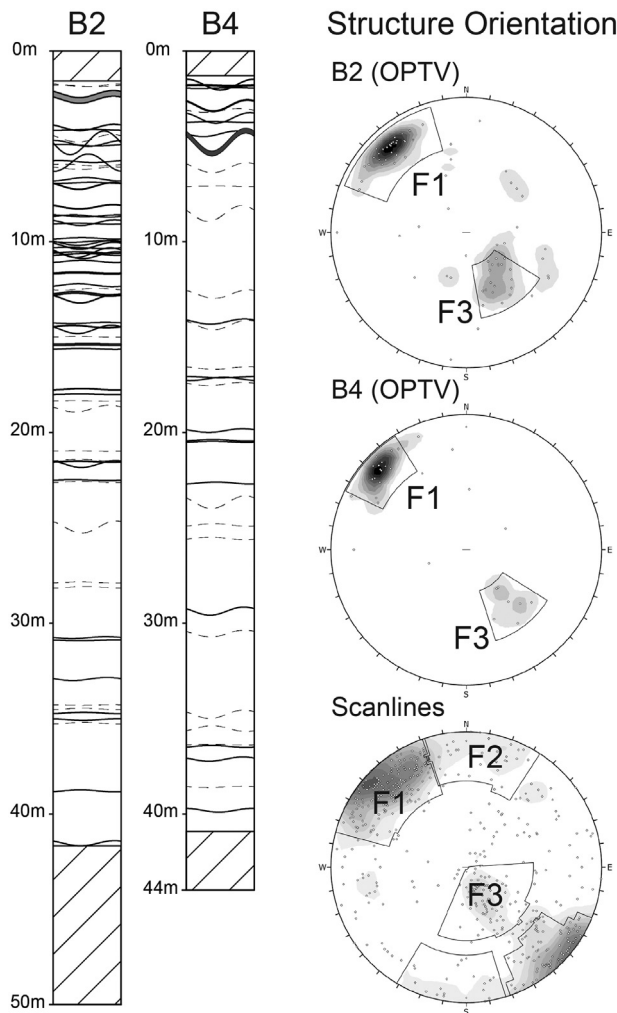 B2
B4
Structure Orientation
0m
10m
20m
30m
40m
50m
0m
10m
20m
30m
40m
44m
B2 (OPTV)
N
W
E
S
F1
F3
B4 (OPTV)
N
W
E
S
F1
F3
Scanlines
N
W
E
S
F1
F2
F3